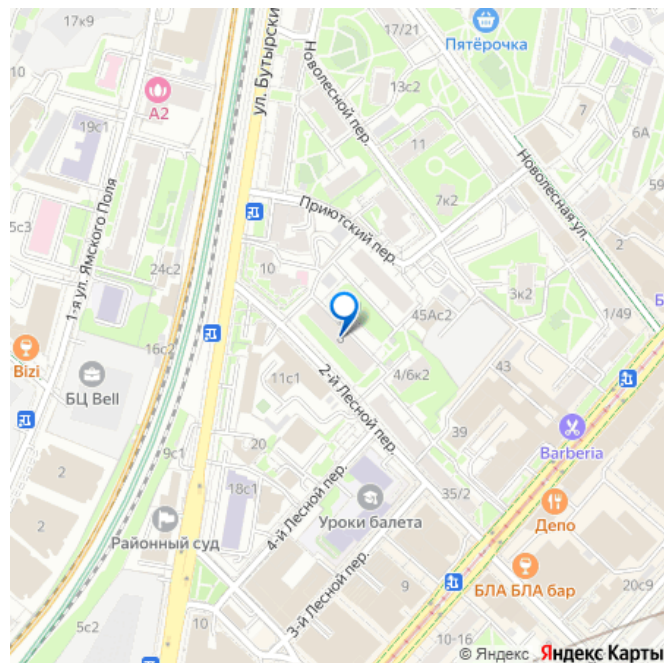 17к9
17/21
Пятёрочка
10
А2
ул. Бутырский
Новолесной пер.
13с2
19с1
11
7
6А
1-я ул. Ямского Поля
7к2
Новолесная ул.
59
5с3
Приютский пер.
2
24с2
10
3к2
Б
45Ас2
1/49
16с2
Bizi
БЦ Bell
11с1
2-й Лесной пер.
4/6к2
43
39
Barberia
20
9с1
2
18с1
4-й Лесной пер.
35/2
Уроки балета
Депо
2
Районный суд
3-й Лесной пер.
9
БЛА БЛА бар
20с9
5с2
10
10-16
© Яндекс Яндекс Карты